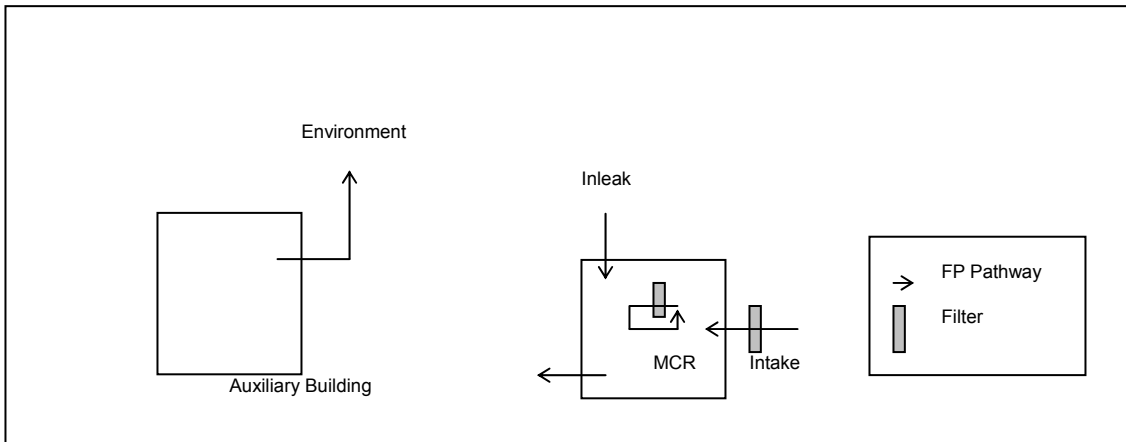 Environment
Inleak
FP Pathway
Filter
MCR
Intake
Auxiliary Building